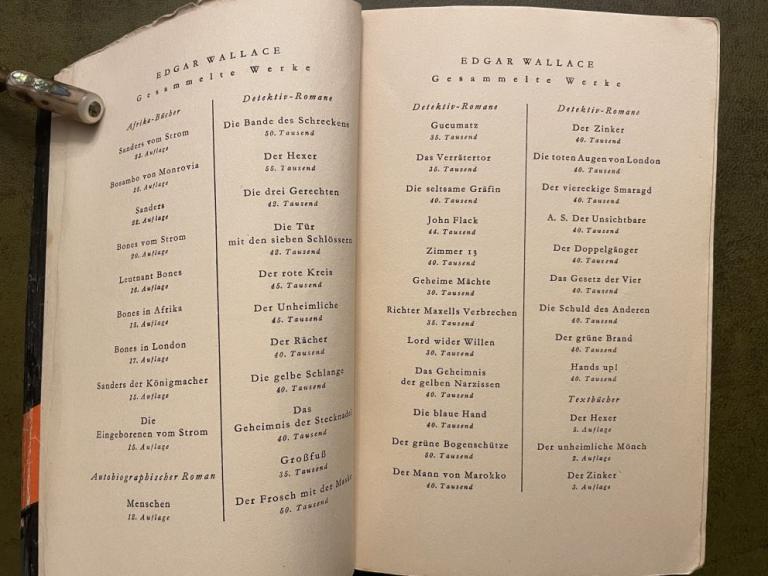 EDGAR WALLACE
Gesammelte Werke
Afrika-Bücher
Sanders vom Strom
Bosambo von Monrovia
Sanders
22. Auflage
Bones vom Strom
20. Auflage
Leutnant Bones
16. Auflage
Bones in Afrika
15. Auflage
Bones in London
17. Auflage
Sanders der Königmacher
15. Auflage
Die
Eingeborenen vom Strom
15. Auflage
Autobiographischer Roman
Menschen
12. Auflage
Detektiv-Romane
Die Bande des Schreckens
50. Tausend
Der Hexer
55. Tausend
Die drei Gerechten
42. Tausend
Die Tür
mit den sieben Schlössern
42. Tausend
Der rote Kreis
45. Tausend
Der Unheimliche
45. Tausend
Der Rächer
40. Tausend
Die gelbe Schlange
40. Tausend
Das
Geheimnis der Stecknadel
40. Tausend
Großfuß
35. Tausend
Der Frosch mit der Maske
50. Tausend
EDGAR WALLACE
Gesammelte Werke
Detektiv-Romane
Gucumatz
35. Tausend
Das Verrätertor
35. Tausend
Die seltsame Gräfin
40. Tausend
John Flack
44. Tausend
Zimmer 13
40. Tausend
Geheime Mächte
30. Tausend
Richter Maxells Verbrechen
35. Tausend
Lord wider Willen
30. Tausend
Das Geheimnis
der gelben Narzissen
40. Tausend
Die blaue Hand
40. Tausend
Der grüne Bogenschütze
50. Tausend
Der Mann von Marokko
40. Tausend
Detektiv-Romane
Der Zinker
40. Tausend
Die toten Augen von London
40. Tausend
Der viereckige Smaragd
40. Tausend
A. S. Der Unsichtbare
40. Tausend
Der Doppelgänger
40. Tausend
Das Gesetz der Vier
40. Tausend
Die Schuld des Anderen
40. Tausend
Der grüne Brand
40. Tausend
Hands up!
40. Tausend
Textbücher
Der Hexer
5. Auflage
Der unheimliche Mönch
2. Auflage
Der Zinker
3. Auflage